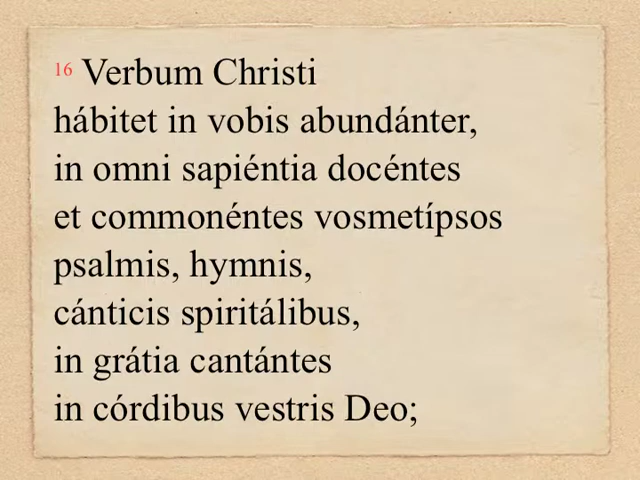 16 Verbum Christi
hábitet in vobis abundánter,
in omni sapiéntia docéntes
et commonéntes vosmetípsos
psalmis, hymnis,
cánticis spiritálibus,
in grátia cantántes
in córdibus vestris Deo;